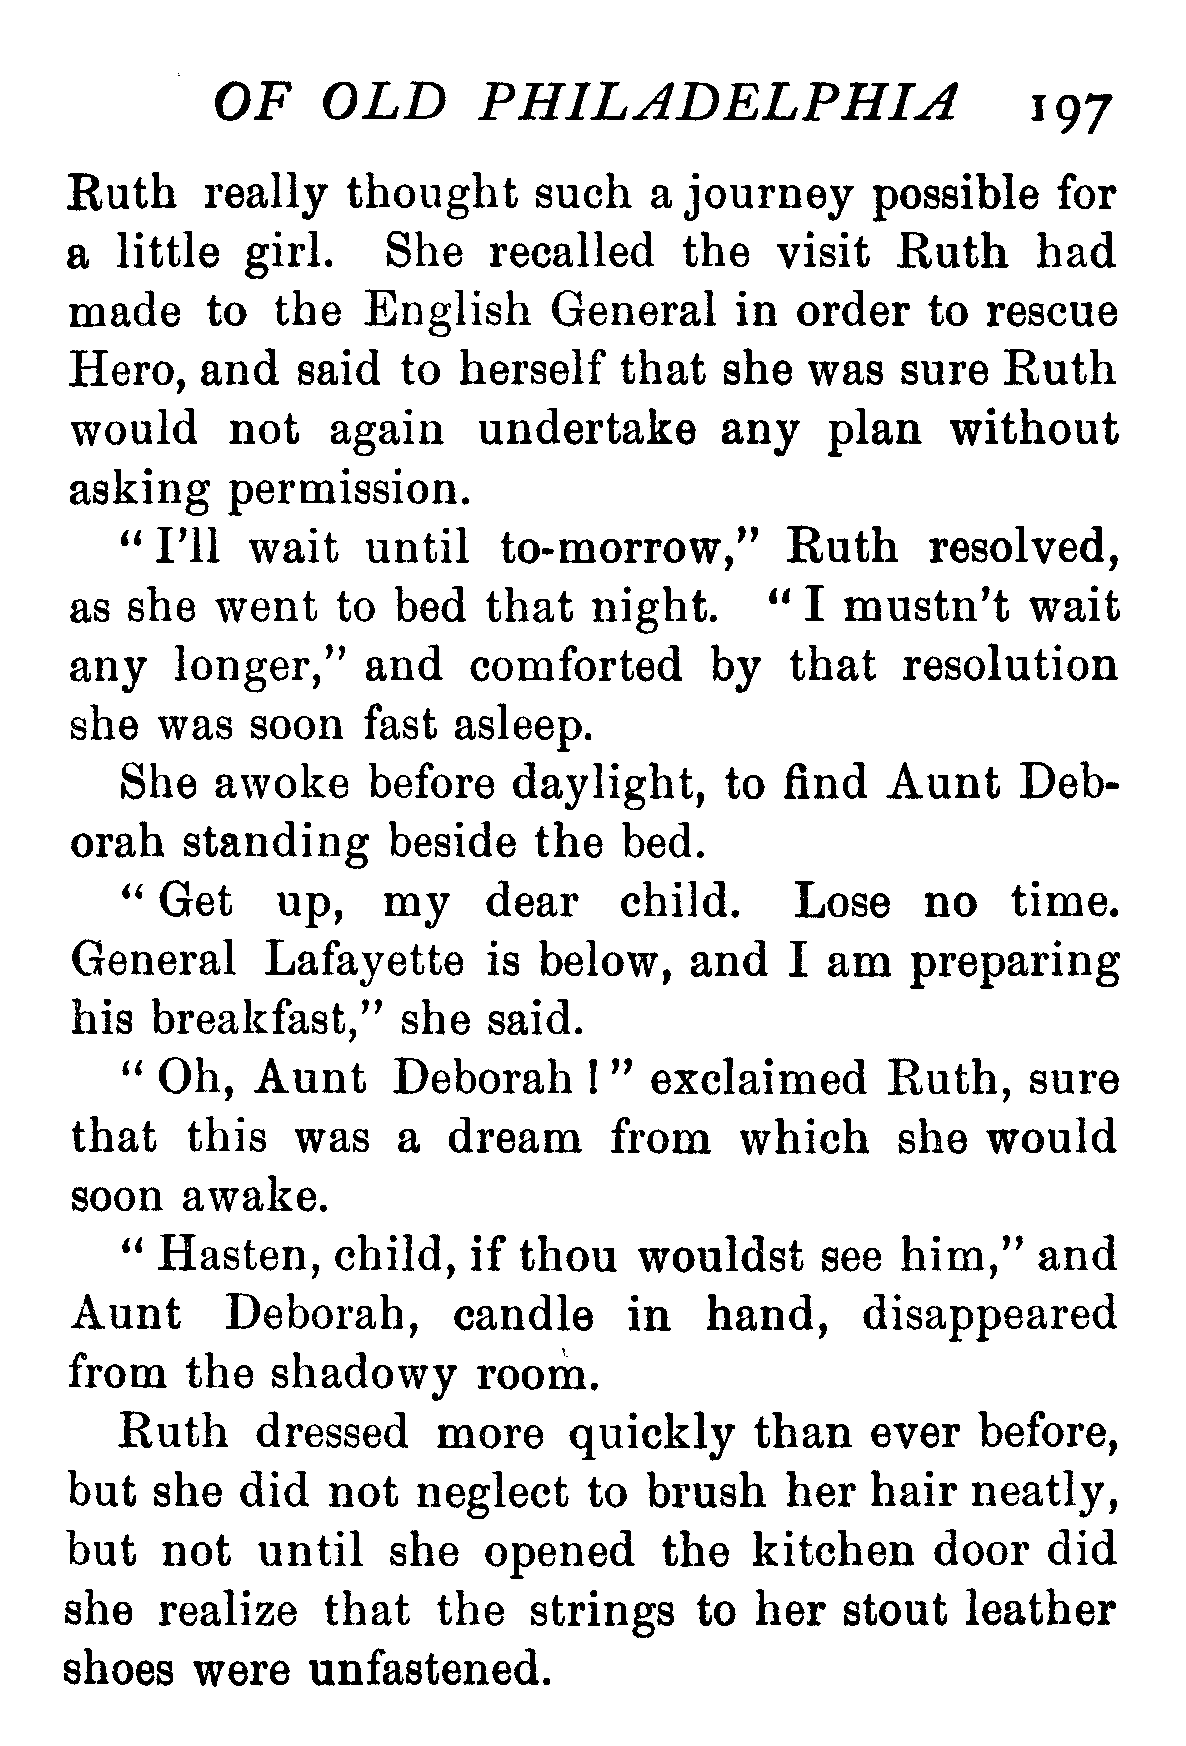 OF OLD PHILADELPHIA 197
Ruth really thought such a journey possible for
a little girl. She recalled the visit Ruth had
made to the English General in order to rescue
Hero, and said to herself that she was sure Ruth
would not again undertake any plan without
asking permission.
“ I’ll wait until to-morrow,” Ruth resolved,
as she went to bed that night. “ I mustn’t wait
any longer,” and comforted by that resolution
she was soon fast asleep.
She awoke before daylight, to find Aunt Deb-
orah standing beside the bed.
“ Get up, my dear child. Lose no time.
General Lafayette is below, and I am preparing
his breakfast,” she said.
“ Oh, Aunt Deborah ! ” exclaimed Ruth, sure
that this was a dream from which she would
soon awake.
“ Hasten, child, if thou wouldst see him,” and
Aunt Deborah, candle in hand, disappeared
from the shadowy room.
Ruth dressed more quickly than ever before,
but she did not neglect to brush her hair neatly,
but not until she opened the kitchen door did
she realize that the strings to her stout leather
shoes were unfastened.